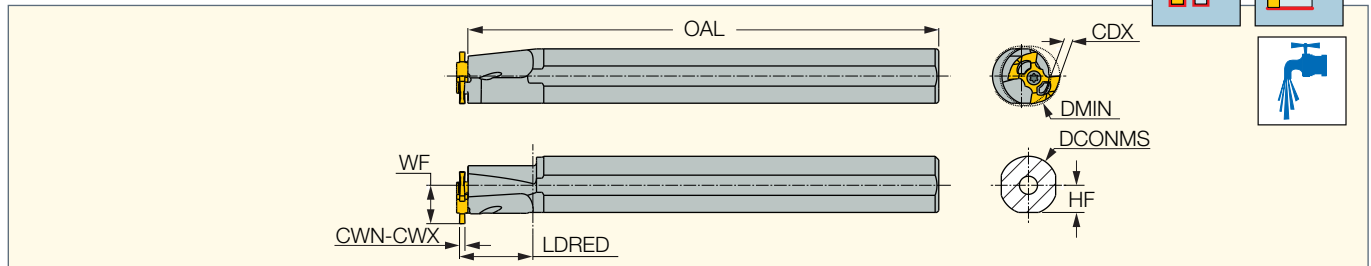 OAL
CDX
DMIN
DCONMS
WF
HF
CWN-CWX
LDRED